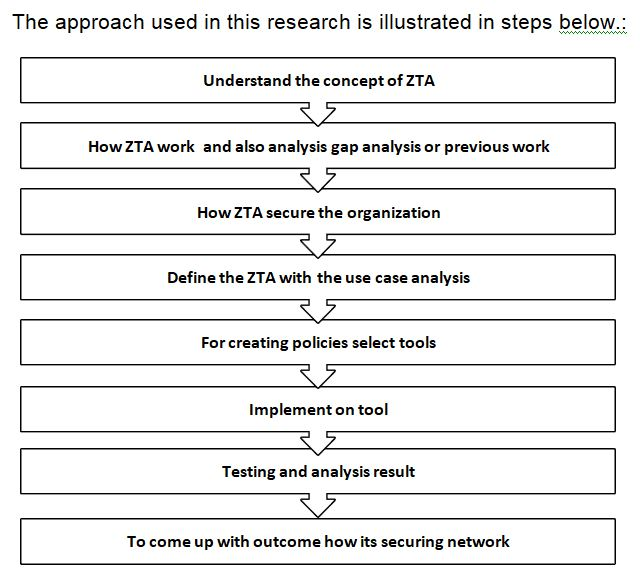 The approach used in this research is illustrated in steps below.:
Understand the concept of ZTA
How ZTA work  and also analysis gap analysis or previous work
How ZTA secure the organization
Define the ZTA with the use case analysis
For creating policies select tools
Implement on tool
Testing and analysis result
To come up with outcome how its securing network